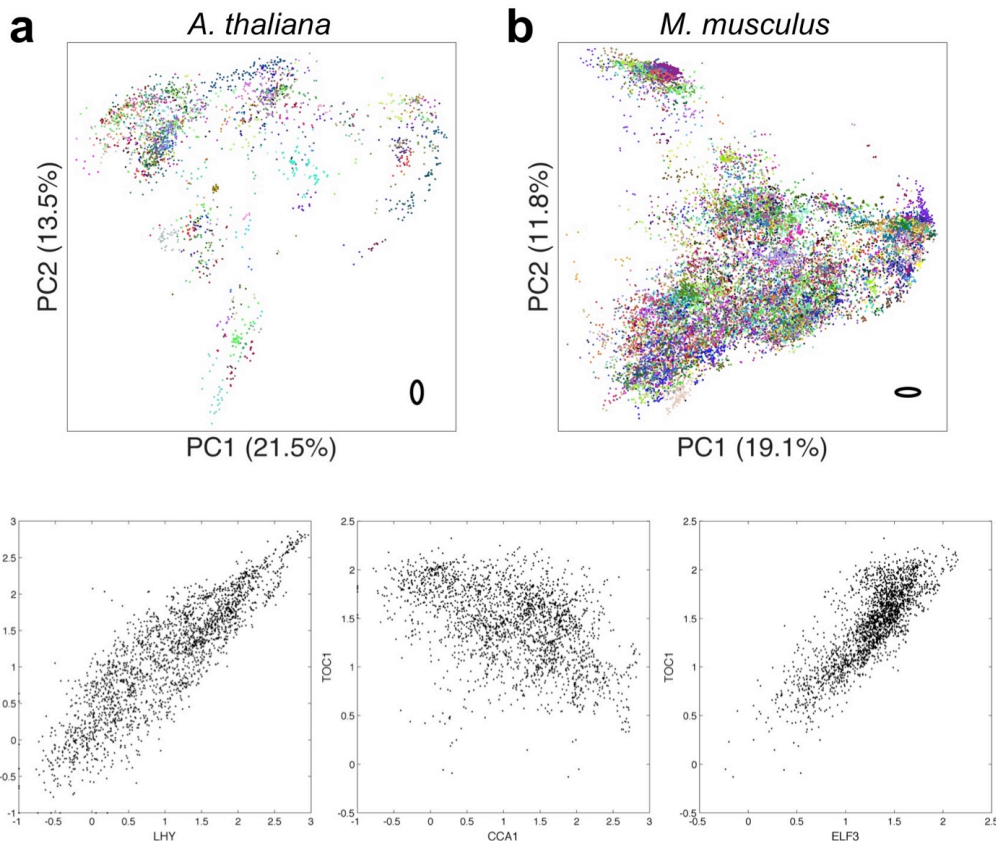 a
A. thaliana
b
M. musculus
PC2 (13.5%)
PC1 (21.5%)
PC2 (11.8%)
PC1 (19.1%)
3
2.5
2
1.5
1
0.5
0
-0.5
-1
-1 -0.5 0 0.5 1 1.5 2 2.5 3
LHY
TOC1
2.5
2
1.5
1
0.5
0
-0.5
-1 -0.5 0 0.5 1 1.5 2 2.5 3
CCA1
TOC1
2.5
2
1.5
1
0.5
0
-0.5
-0.5 0 0.5 1 1.5 2 2.5
ELF3